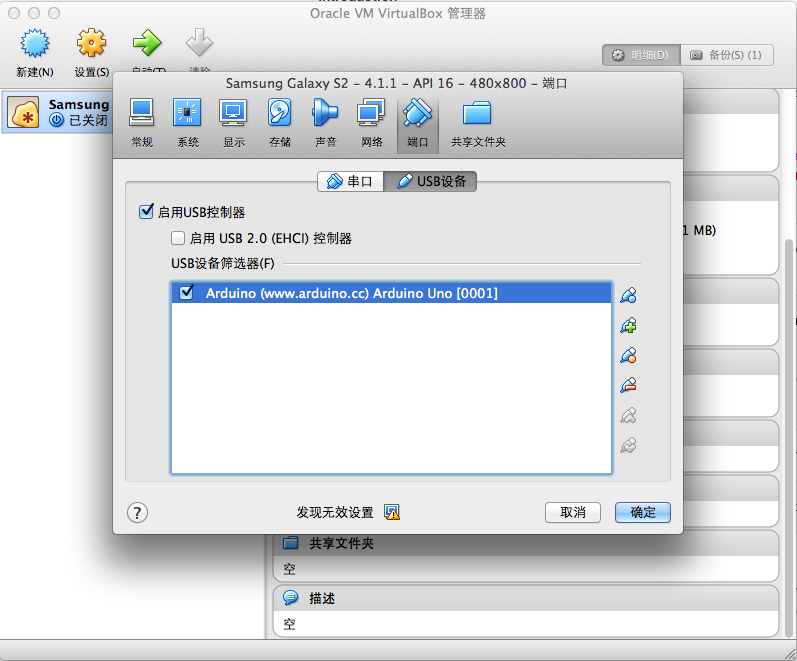 Oracle VM VirtualBox 管理器
新建(N)
设置(S)
明细(D)
备份(S) (1)
Samsung
已关闭
Samsung Galaxy S2 – 4.1.1 – API 16 – 480x800 – 端口
常规
系统
显示
存储
声音
网络
端口
共享文件夹
串口
USB设备
启用USB控制器
启用 USB 2.0 (EHCI) 控制器
USB设备筛选器(F)
1 MB)
Arduino (www.arduino.cc) Arduino Uno [0001]
?
发现无效设置
取消
确定
共享文件夹
空
描述
空